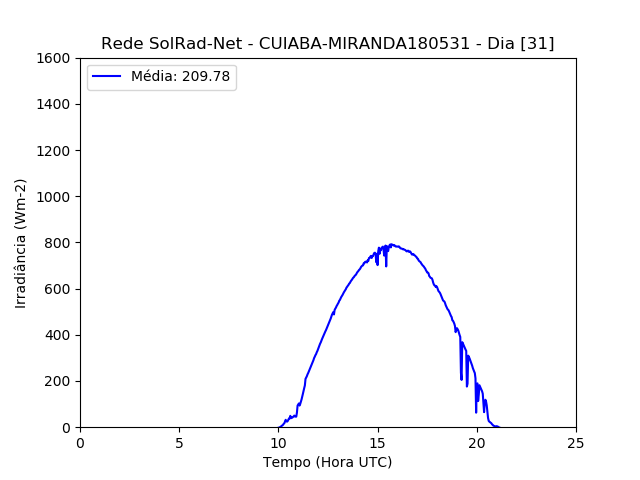 Rede SolRad-Net - CUIABA-MIRANDA180531 - Dia [31]
Média: 209.78
1600
1400
1200
1000
800
600
400
200
0
Irradiância (Wm-2)
0 5 10 15 20 25
Tempo (Hora UTC)